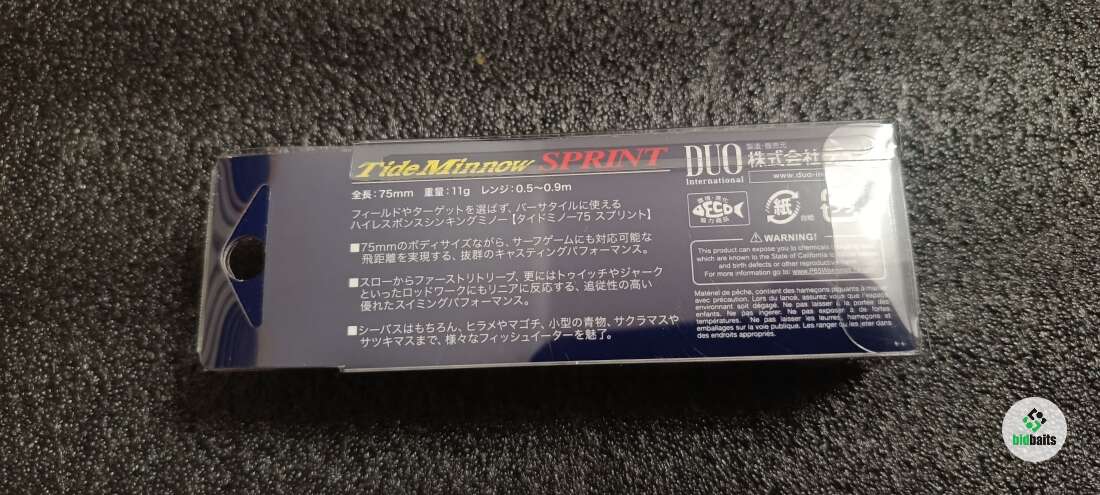 Tide Minnow SPRINT
全長：75mm 重量：11g レンジ：0.5〜0.9m
フィールドやターゲットを選ばず、バーサタイルに使える
ハイレスポンスシンキングミノー【タイドミノー75 スプリント】
■75mmのボディサイズながら、サーフゲームにも対応可能な
飛距離を実現する、抜群のキャスティングパフォーマンス。
■スローからファーストリトリーブ、更にはトゥイッチやジャーク
といったロッドワークにもリニアに反応する、追従性の高い
優れたスイミングパフォーマンス。
■シーバスはもちろん、ヒラメやマゴチ、小型の青物、サクラマスや
サツキマスまで、様々なフィッシュイーターを魅了。
DUO
International
製造・発売元
株式会社
www.duo-in
ECO
紙
⚠ WARNING!
This product can expose you to chemicals
which are known to the State of California
and birth defects or other reproductive
For more information go to: www.P65Warnings
Matériel de pêche, contient des hameçons piquants à manier
avec précaution. Lors du lancé, assurez vous que l'espace
environnant soit dégagé. Ne pas laisser à la portée des
enfants. Ne pas ingérer. Ne pas exposer à de fortes
températures. Ne pas laisser les leurres, hameçons et
emballages sur la voie publique. Les ranger ou jeter dans
des endroits appropriés.
bidbaits